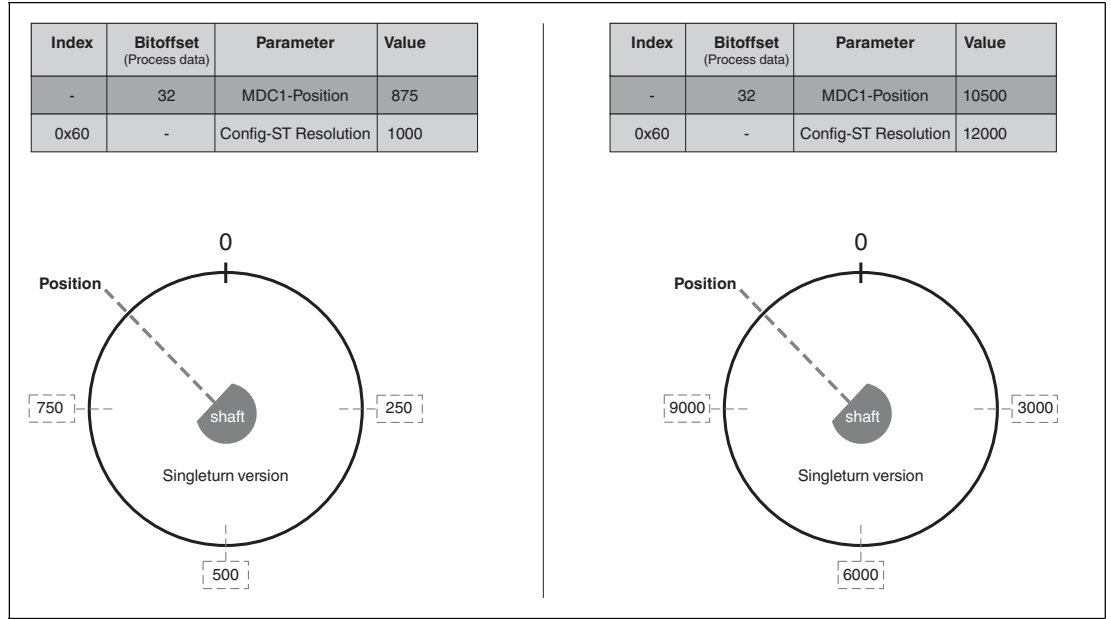 Index Bitoffset Parameter Value
(Process data)
- 32 MDC1-Position 875
0x60 - Config-ST Resolution 1000
0
Position
750
250
shaft
Singleturn version
500
Index Bitoffset Parameter Value
(Process data)
- 32 MDC1-Position 10500
0x60 - Config-ST Resolution 12000
0
Position
9000
3000
shaft
Singleturn version
6000